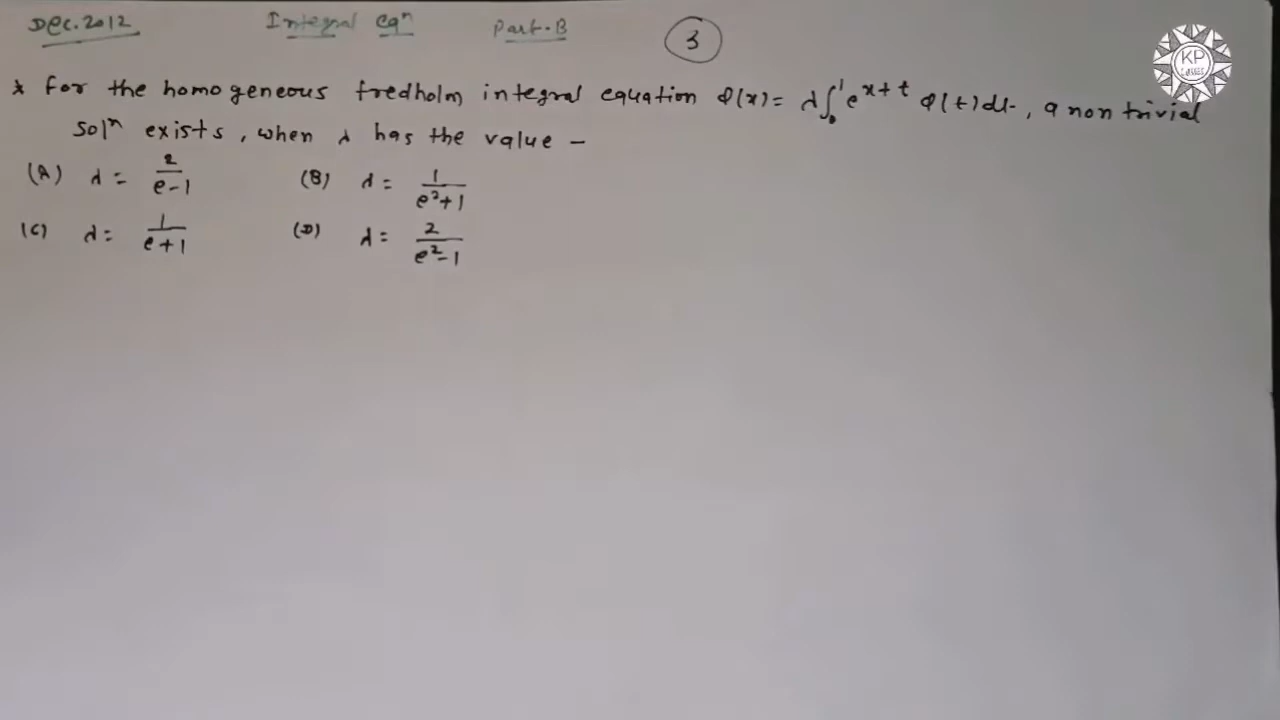 Dec. 2012 Integral eqⁿ Part-B 3
KP CLASSES
* For the homogeneous fredholm integral equation Φ(x) = λ∫₀¹ e^{x+t} Φ(t)dt, a non trivial
Solⁿ exists, when λ has the value -
(A) λ = 2/(e-1) (B) λ = 1/(e²+1)
(C) λ = 1/(e+1) (D) λ = 2/(e²-1)